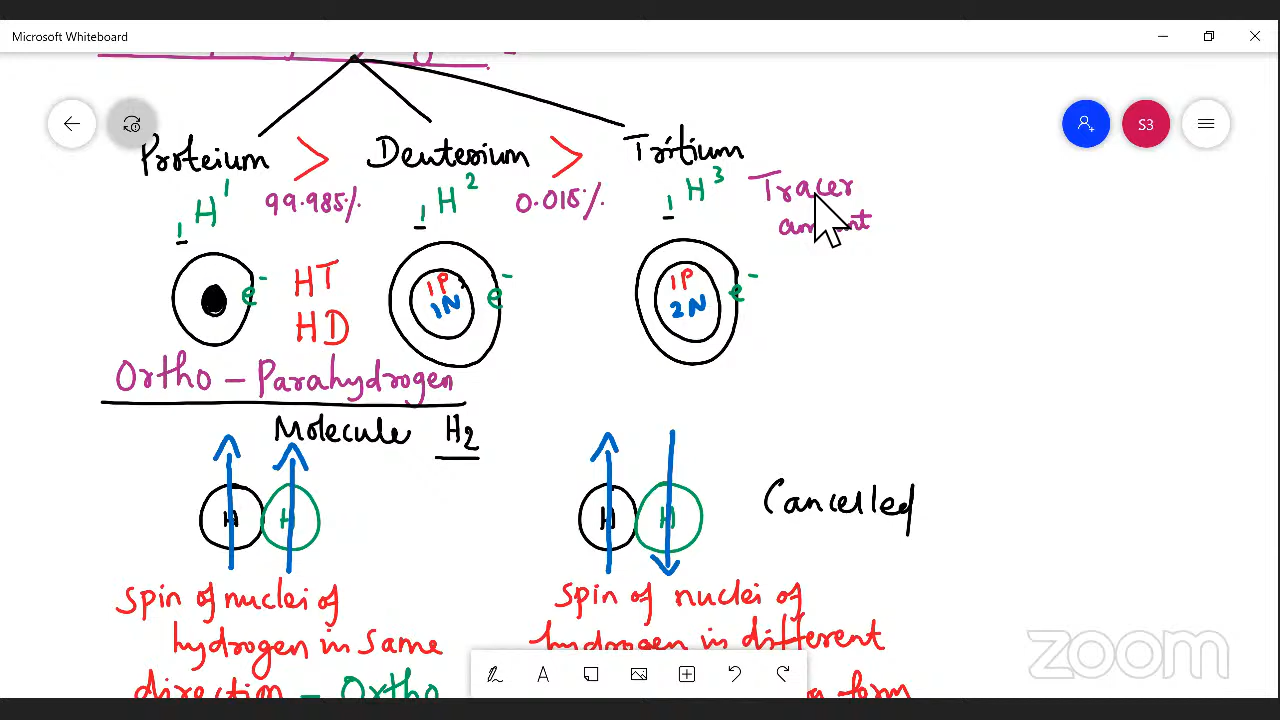 Microsoft Whiteboard
S3
Proteium > Deuterium > Tritium
₁H¹ 99.985% ₁H² 0.015% ₁H³ Tracer
e⁻ HT 1P 1N e⁻ 1P 2N e⁻
HD
Ortho - Parahydrogen
Molecule H₂
H H H H Cancelled
spin of nuclei of spin of nuclei of
hydrogen in same hydrogen in different
direction - Ortho form
zoom